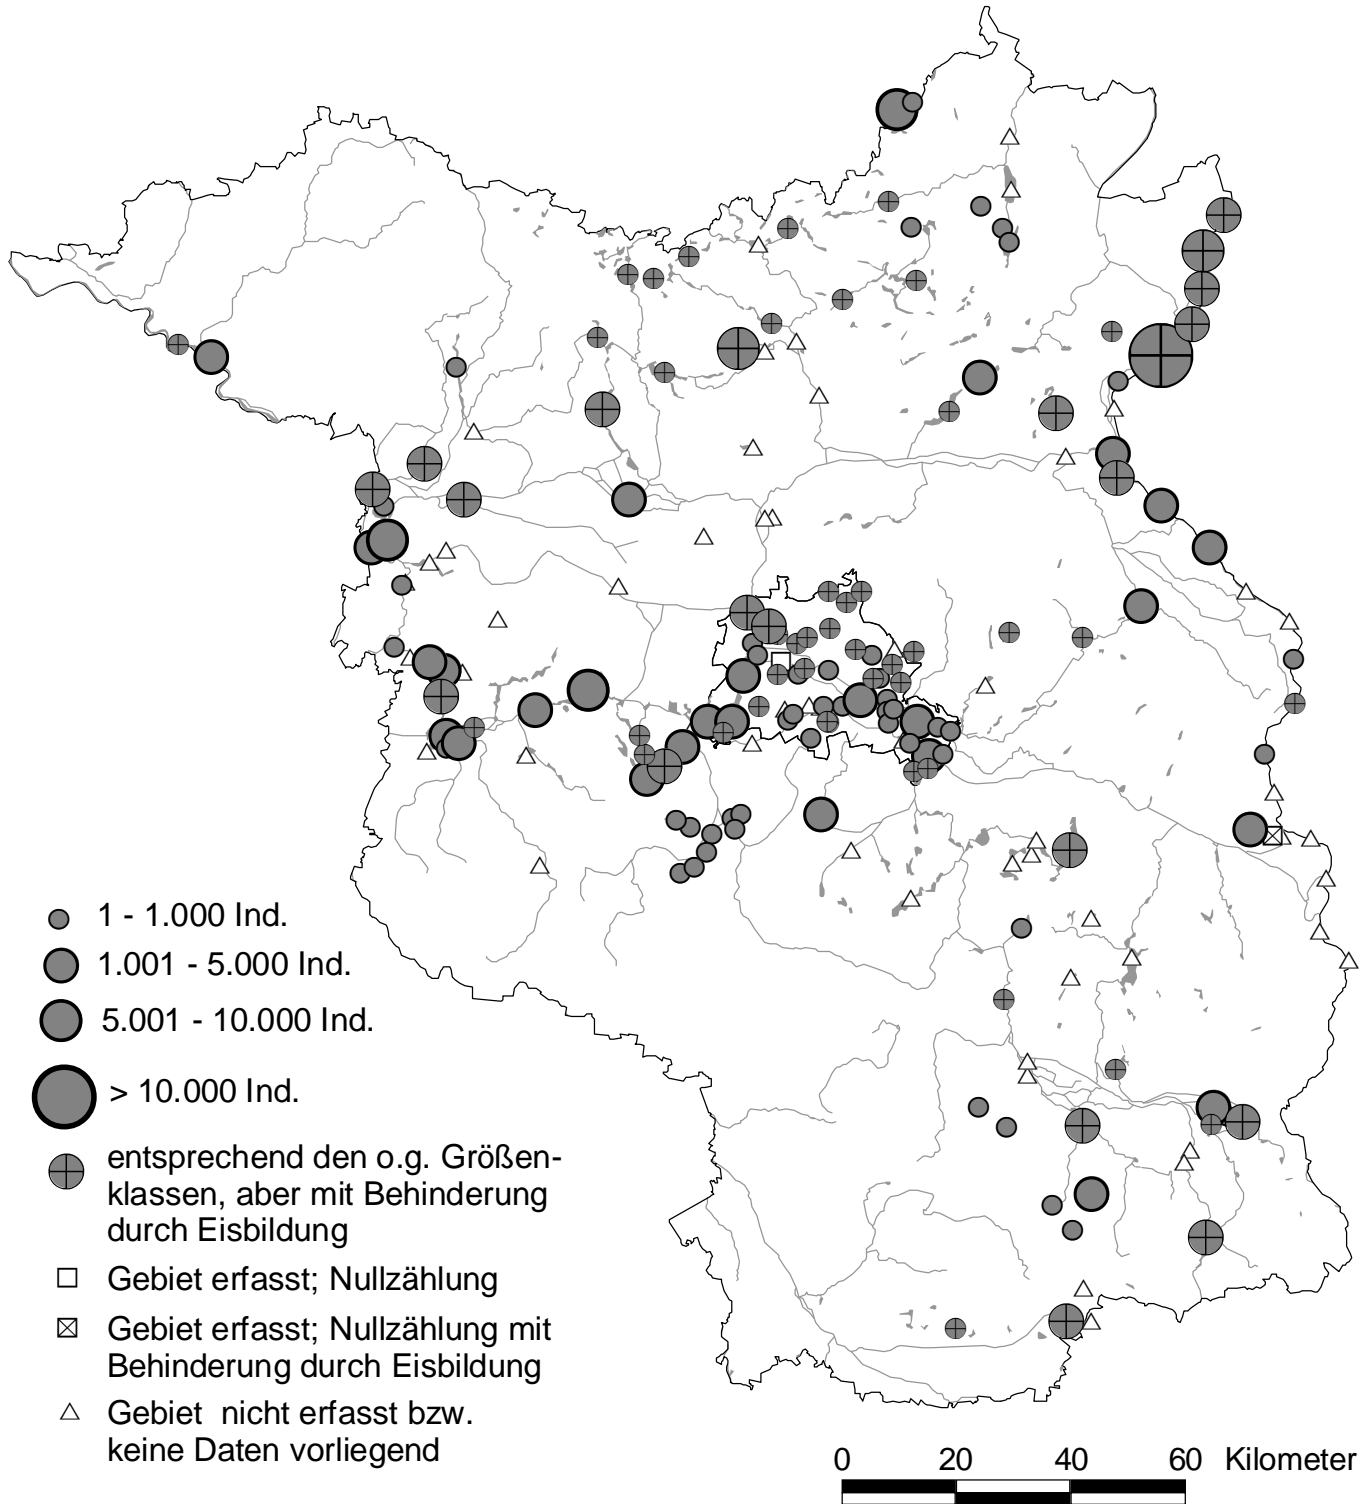 1 - 1.000 Ind.
1.001 - 5.000 Ind.
5.001 - 10.000 Ind.
> 10.000 Ind.
entsprechend den o.g. Größen-
klassen, aber mit Behinderung
durch Eisbildung
Gebiet erfasst; Nullzählung
Gebiet erfasst; Nullzählung mit
Behinderung durch Eisbildung
Gebiet nicht erfasst bzw.
keine Daten vorliegend
0 20 40 60 Kilometer